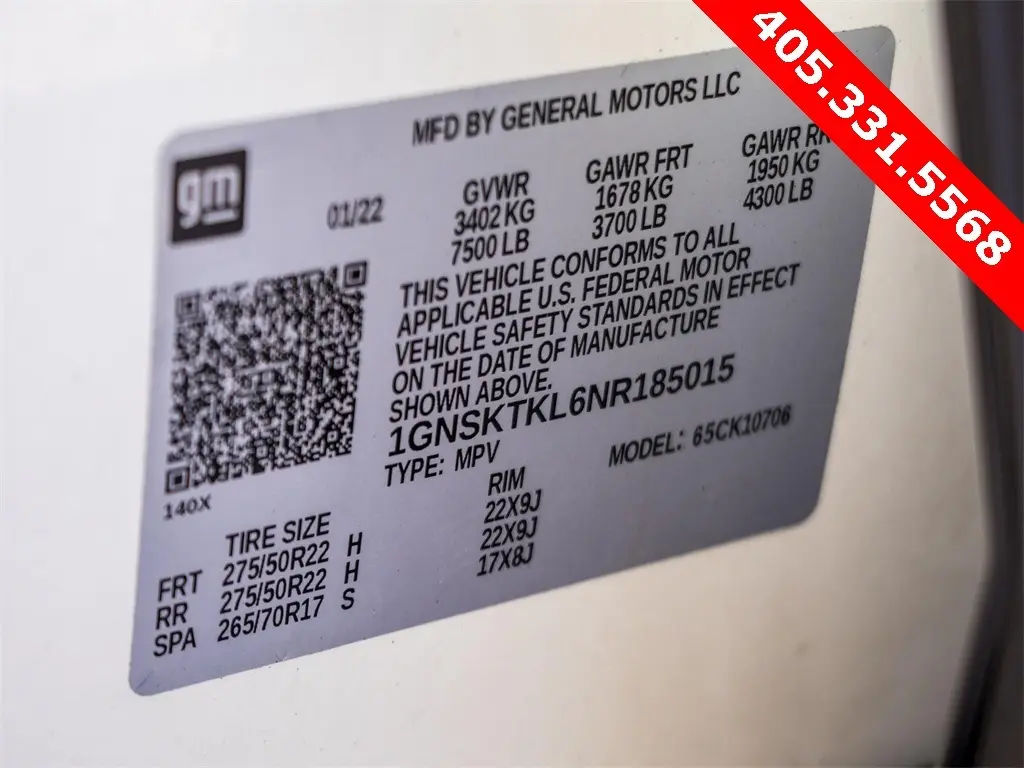 405.331.5568
MFD BY GENERAL MOTORS LLC
gm
01/22
GVWR GAWR FRT GAWR RR
3402 KG 1678 KG 1950 KG
7500 LB 3700 LB 4300 LB
THIS VEHICLE CONFORMS TO ALL
APPLICABLE U.S. FEDERAL MOTOR
VEHICLE SAFETY STANDARDS IN EFFECT
ON THE DATE OF MANUFACTURE
SHOWN ABOVE.
1GNSKTKL6NR185015
TYPE: MPV MODEL: 65CK10706
140X
TIRE SIZE RIM
FRT 275/50R22 H 22X9J
RR 275/50R22 H 22X9J
SPA 265/70R17 S 17X8J